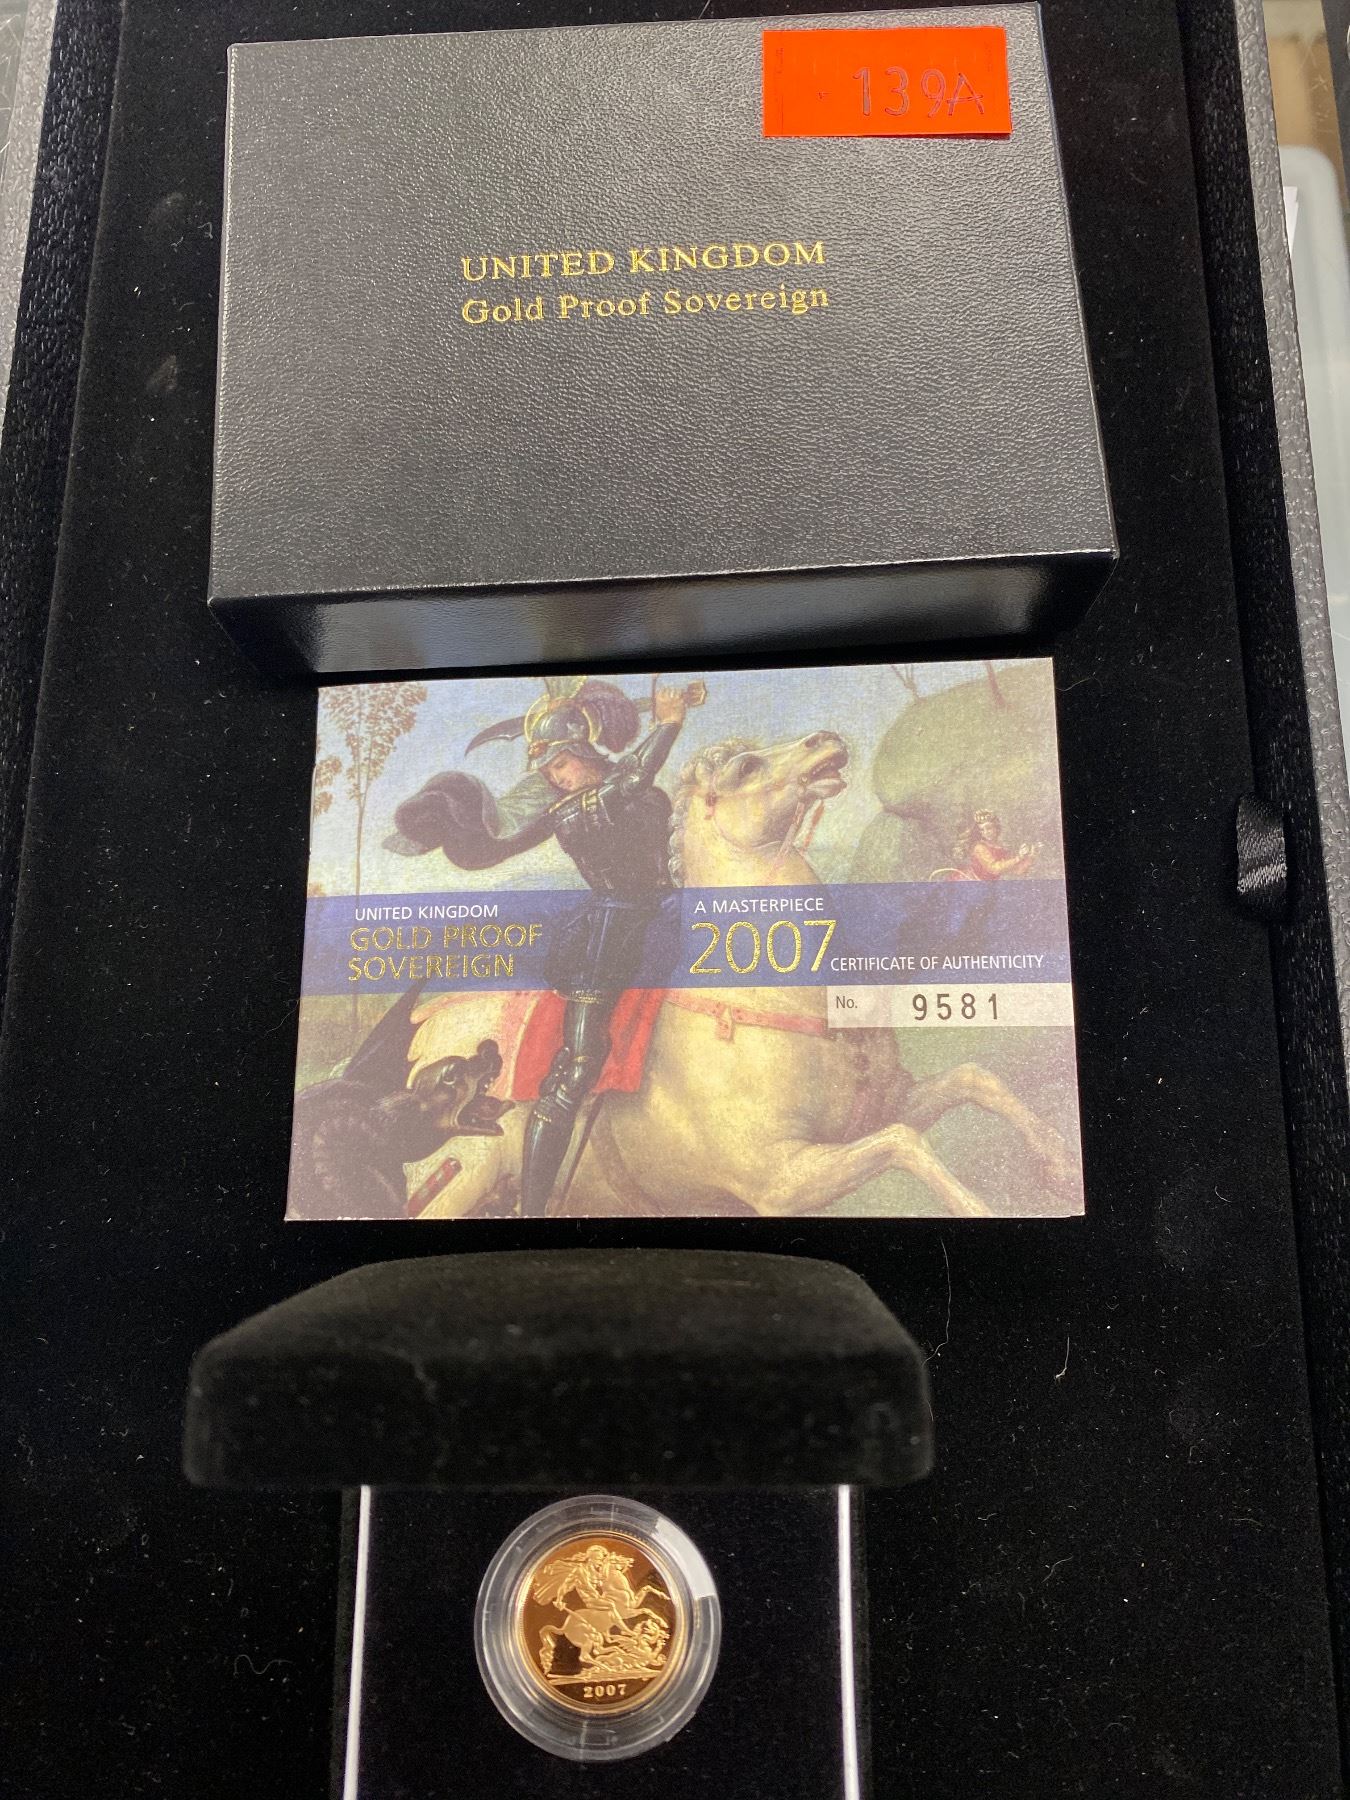 139A
UNITED KINGDOM
Gold Proof Sovereign
UNITED KINGDOM
GOLD PROOF
SOVEREIGN
A MASTERPIECE
2007
CERTIFICATE OF AUTHENTICITY
No. 9581
2007